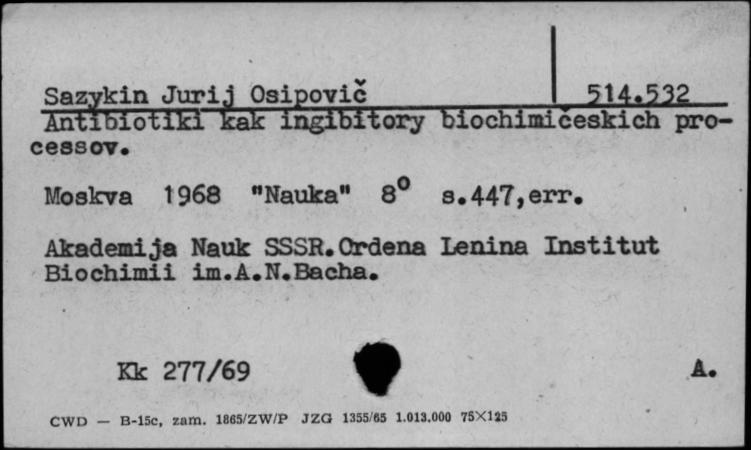 Sazykin Jurij Osipovič 514.532
Antibiotiki kak ingibitory biochimičeskich pro-
cessov.
Moskva 1968 "Nauka" 8° s.447,err.
Akademija Nauk SSSR.Ordena Lenina Institut
Biochimii im.A.N.Bacha.
Kk 277/69 A.
CWD — B-15c, zam. 1865/ZW/P JZG 1355/65 1.013.000 75×125